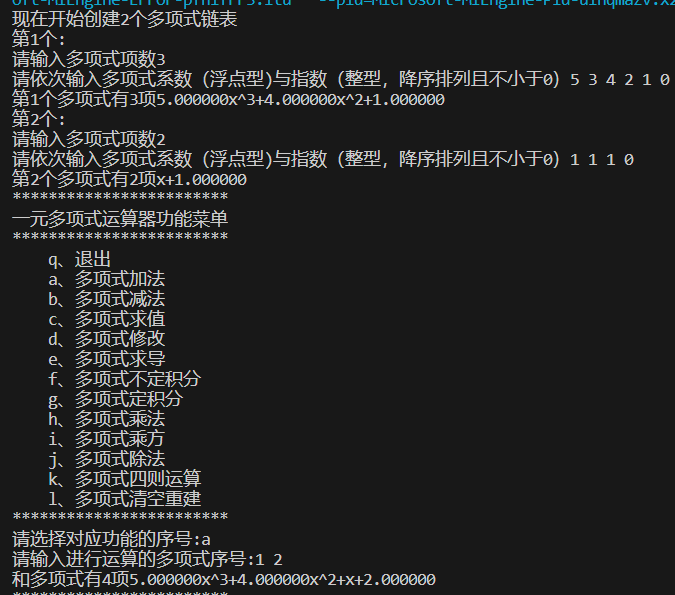 现在开始创建2个多项式链表
第1个:
请输入多项式项数3
请依次输入多项式系数（浮点型)与指数（整型，降序排列且不小于0）5 3 4 2 1 0
第1个多项式有3项5.000000x^3+4.000000x^2+1.000000
第2个:
请输入多项式项数2
请依次输入多项式系数（浮点型)与指数（整型，降序排列且不小于0）1 1 1 0
第2个多项式有2项x+1.000000
************************
一元多项式运算器功能菜单
************************
q、退出
a、多项式加法
b、多项式减法
c、多项式求值
d、多项式修改
e、多项式求导
f、多项式不定积分
g、多项式定积分
h、多项式乘法
i、多项式乘方
j、多项式除法
k、多项式四则运算
l、多项式清空重建
************************
请选择对应功能的序号:a
请输入进行运算的多项式序号:1 2
和多项式有4项5.000000x^3+4.000000x^2+x+2.000000